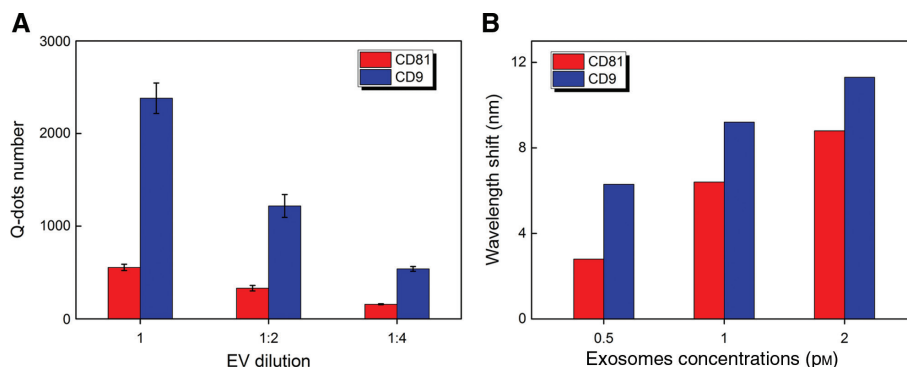 A
3000
2000
1000
0
Q-dots number
CD81
CD9
1
1:2
1:4
EV dilution
B
12
8
4
0
Wavelength shift (nm)
CD81
CD9
0.5
1
2
Exosomes concentrations (pM)